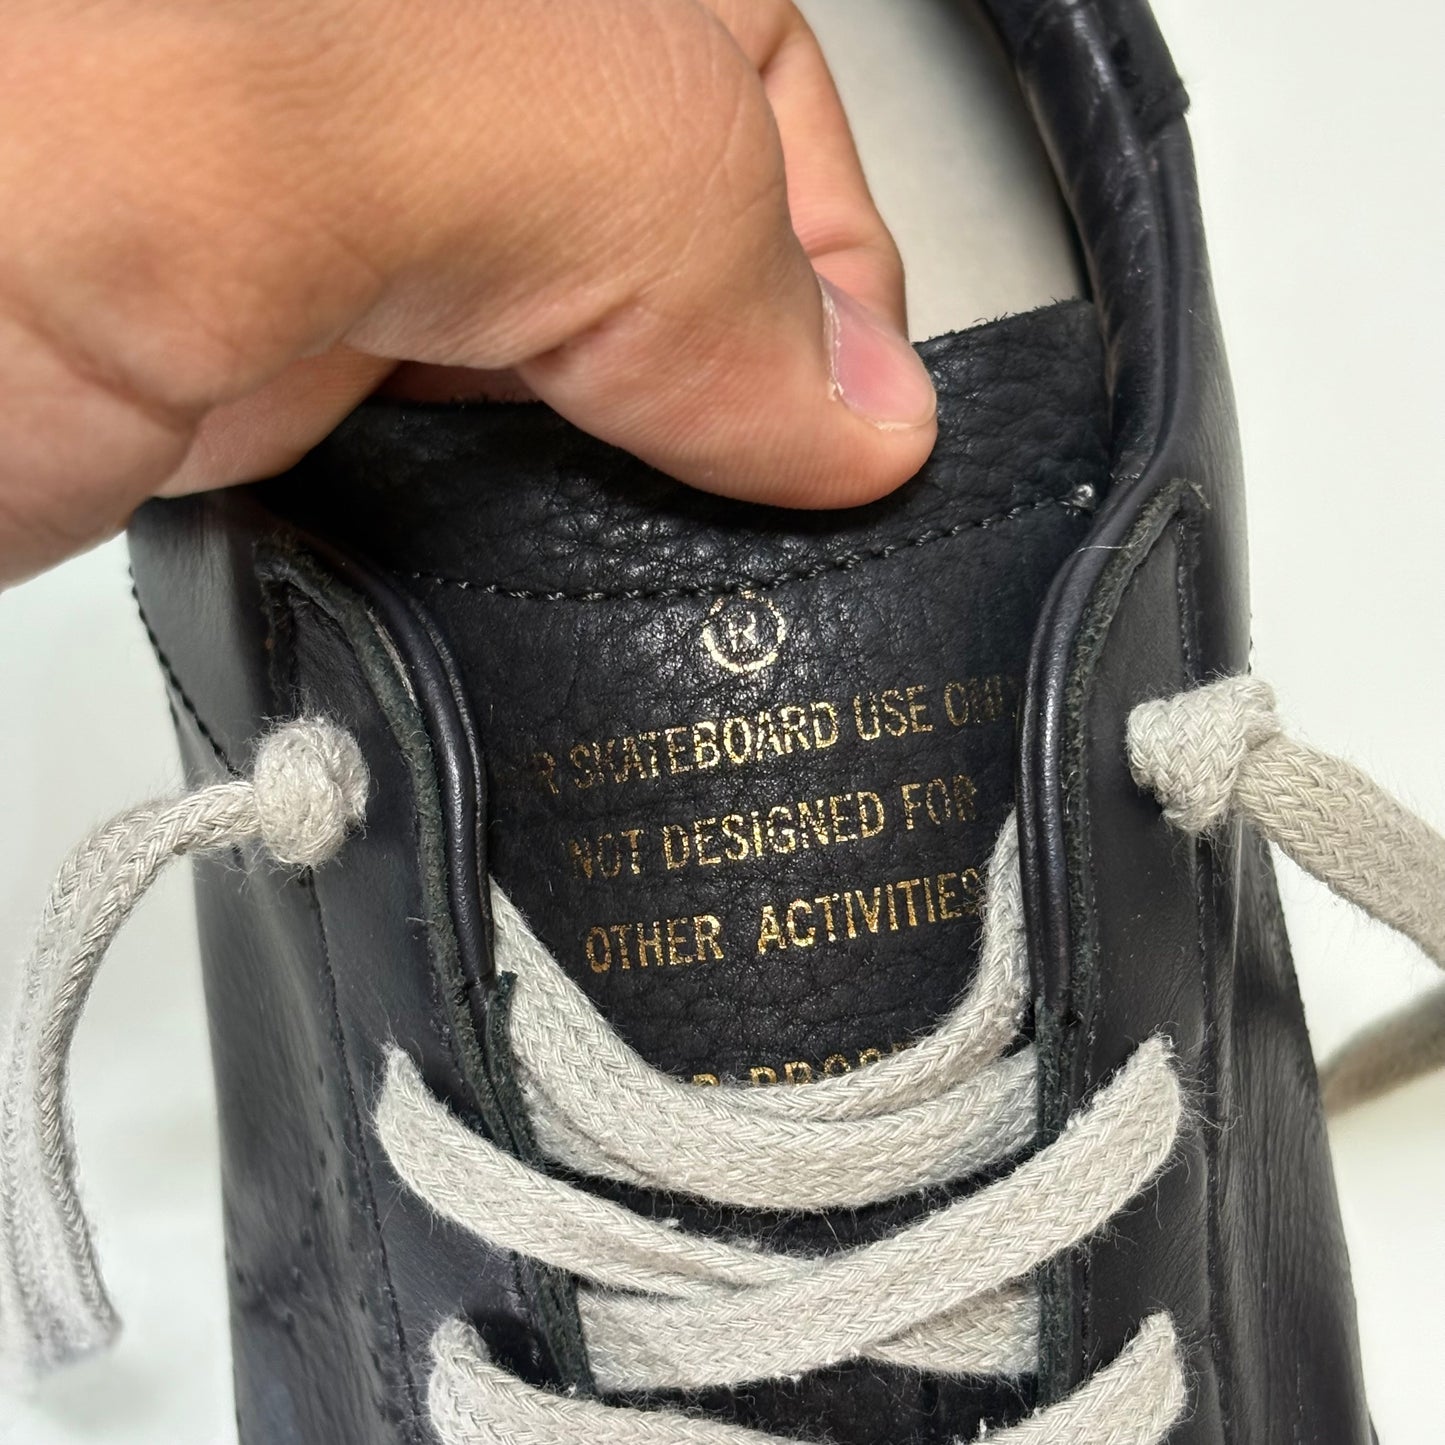 ®
R SKATEBOARD USE ON
NOT DESIGNED FOR
OTHER ACTIVITIES